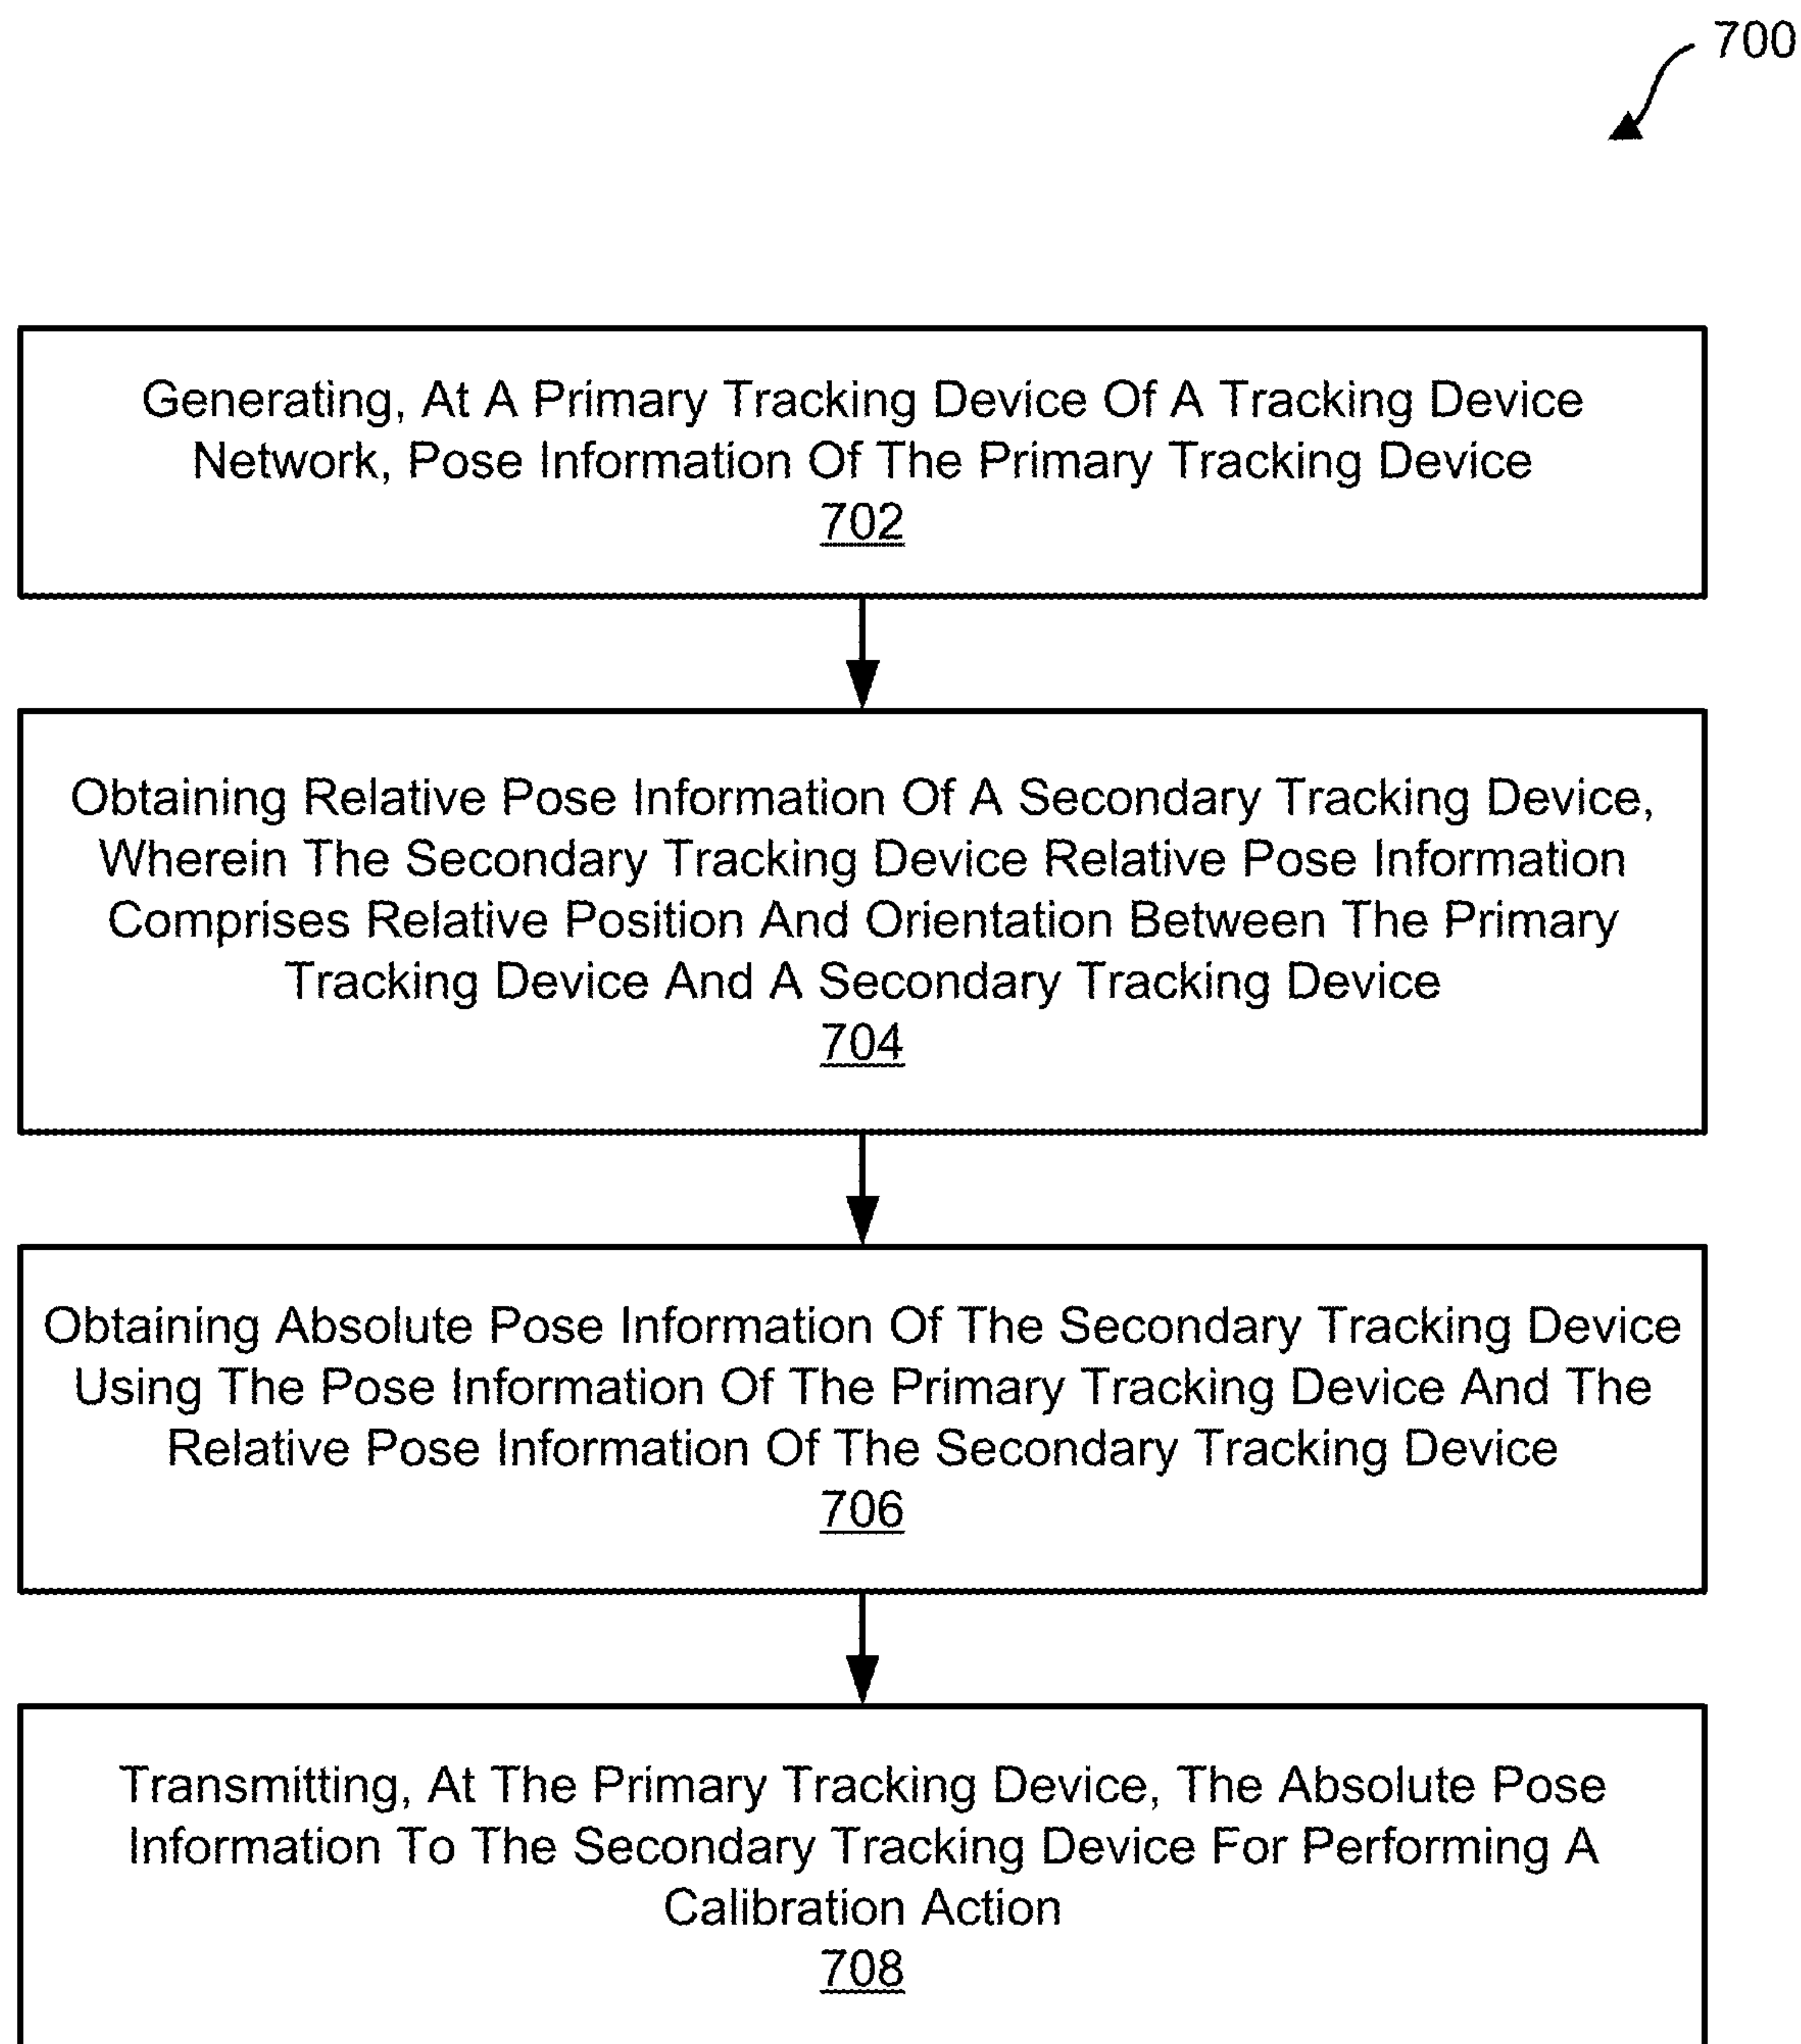 700
Generating, At A Primary Tracking Device Of A Tracking Device
Network, Pose Information Of The Primary Tracking Device
702
Obtaining Relative Pose Information Of A Secondary Tracking Device,
Wherein The Secondary Tracking Device Relative Pose Information
Comprises Relative Position And Orientation Between The Primary
Tracking Device And A Secondary Tracking Device
704
Obtaining Absolute Pose Information Of The Secondary Tracking Device
Using The Pose Information Of The Primary Tracking Device And The
Relative Pose Information Of The Secondary Tracking Device
706
Transmitting, At The Primary Tracking Device, The Absolute Pose
Information To The Secondary Tracking Device For Performing A
Calibration Action
708